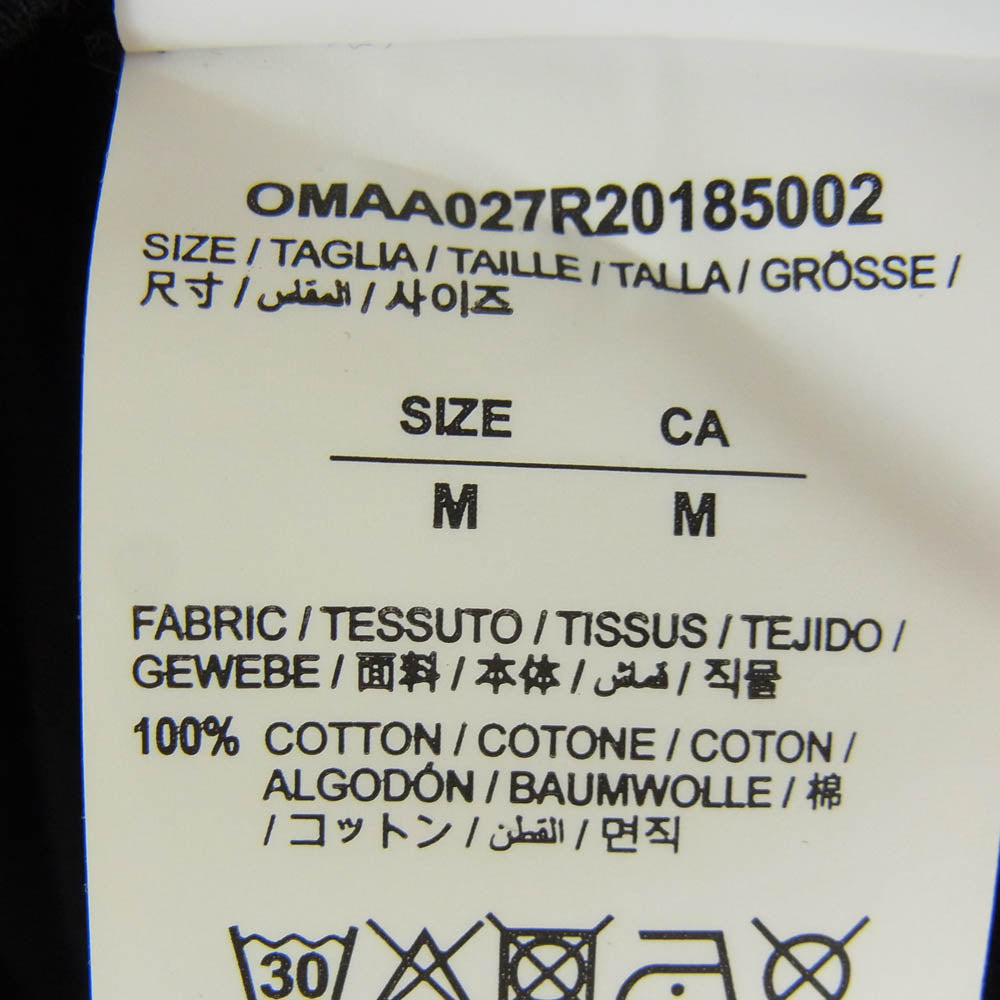 OMAA027R20185002
SIZE / TAGLIA / TAILLE / TALLA / GRÖSSE /
尺寸 / المقاس / 사이즈
SIZE CA
M M
FABRIC / TESSUTO / TISSUS / TEJIDO /
GEWEBE / 面料 / 本体 / قماش / 직물
100% COTTON / COTONE / COTON /
ALGODÓN / BAUMWOLLE / 棉
/ コットン / القطن / 면직
30